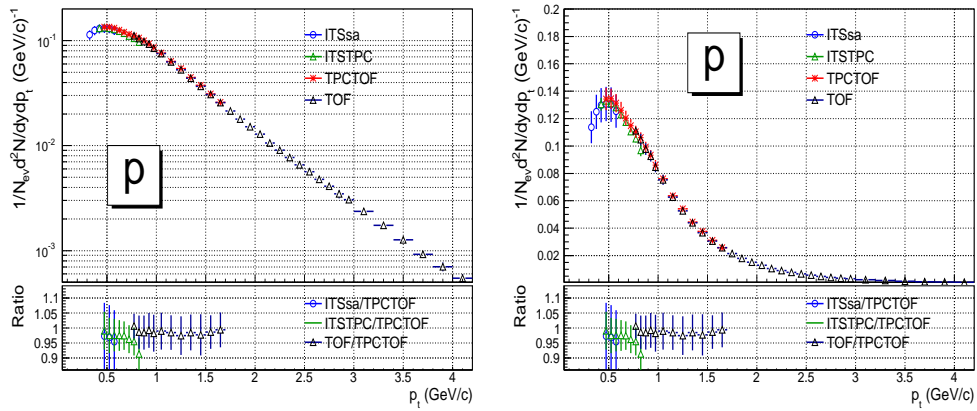 1/N_ev d²N/dydp_t (GeV/c)⁻¹
10⁻¹
10⁻²
10⁻³
ITSsa
ITSTPC
TPCTOF
TOF
p
Ratio
1.1
1.05
1
0.95
0.9
ITSsa/TPCTOF
ITSTPC/TPCTOF
TOF/TPCTOF
0.5 1 1.5 2 2.5 3 3.5 4
p_t (GeV/c)
1/N_ev d²N/dydp_t (GeV/c)⁻¹
0.2
0.18
0.16
0.14
0.12
0.1
0.08
0.06
0.04
0.02
ITSsa
ITSTPC
TPCTOF
TOF
p
Ratio
1.1
1.05
1
0.95
0.9
ITSsa/TPCTOF
ITSTPC/TPCTOF
TOF/TPCTOF
0.5 1 1.5 2 2.5 3 3.5 4
p_t (GeV/c)